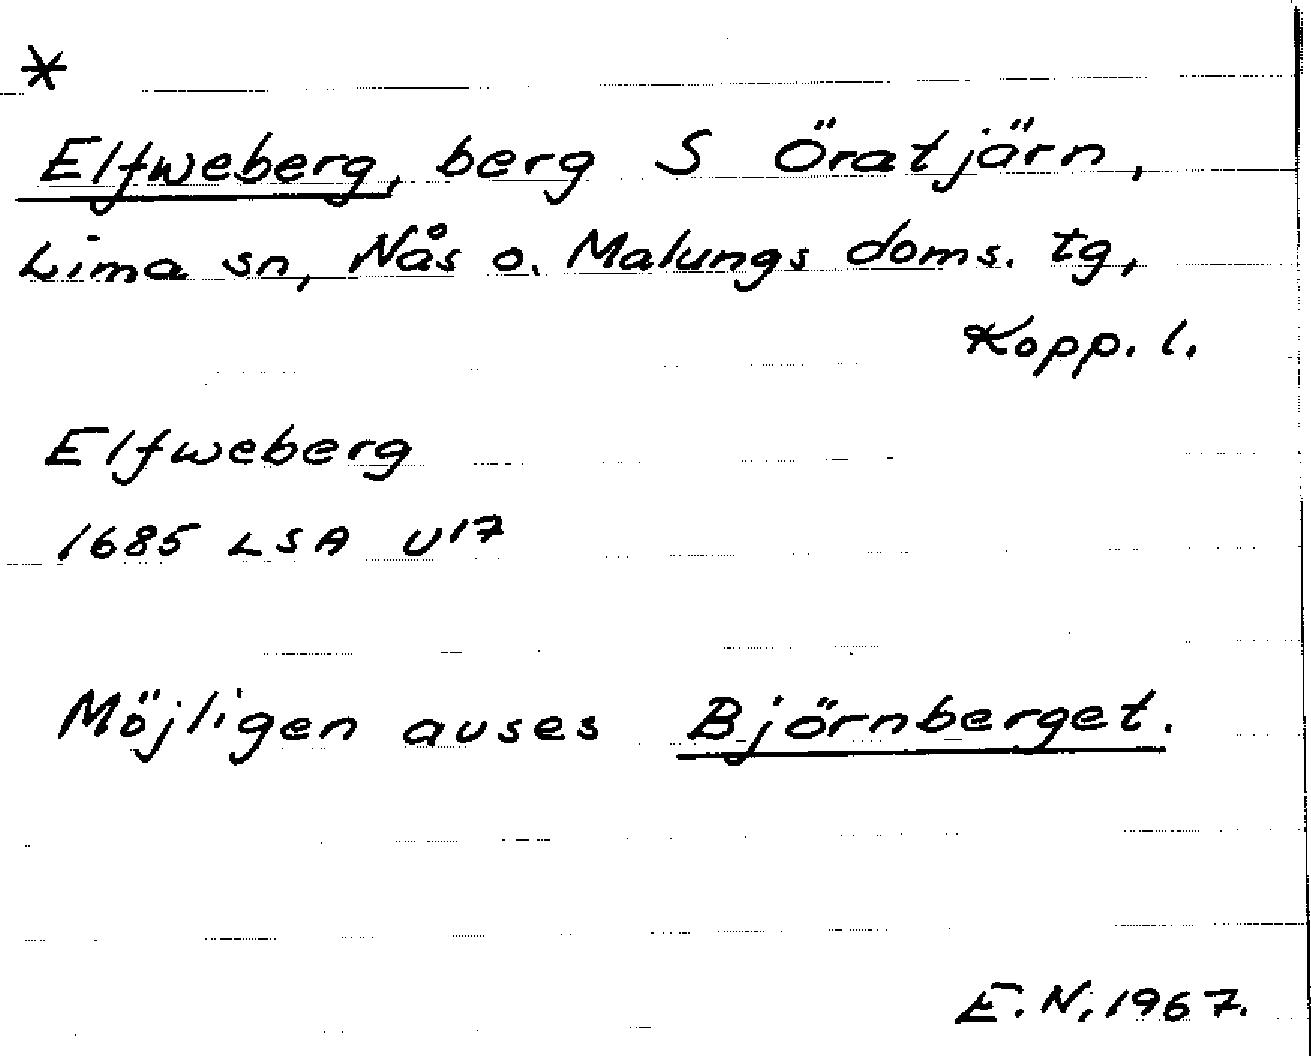 *
Elfweberg, berg S Öratjärn,
Lima sn, Nås o. Malungs doms. tg,
Kopp. l.
Elfweberg
1685 LSA U17
Möjligen avses Björnberget.
E.N. 1967.